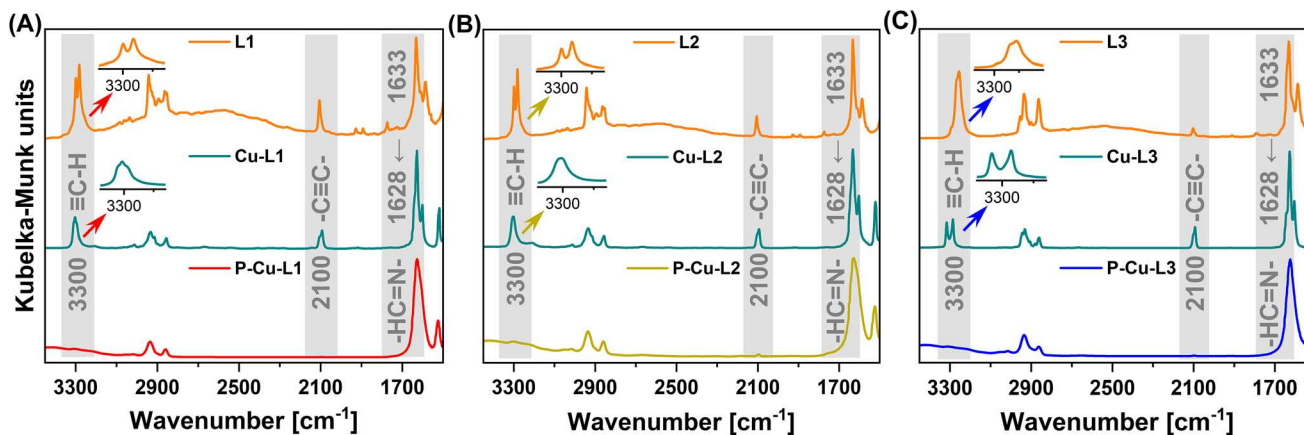 (A)
Kubelka-Munk units
L1
3300
≡C-H
3300
-C≡C-
2100
1633
↓
1628
-HC=N-
Cu-L1
3300
P-Cu-L1
3300 2900 2500 2100 1700
Wavenumber [cm⁻¹]
(B)
L2
3300
≡C-H
3300
-C≡C-
2100
1633
↓
1628
-HC=N-
Cu-L2
3300
P-Cu-L2
3300 2900 2500 2100 1700
Wavenumber [cm⁻¹]
(C)
L3
3300
≡C-H
3300
-C≡C-
2100
1633
↓
1628
-HC=N-
Cu-L3
3300
P-Cu-L3
3300 2900 2500 2100 1700
Wavenumber [cm⁻¹]